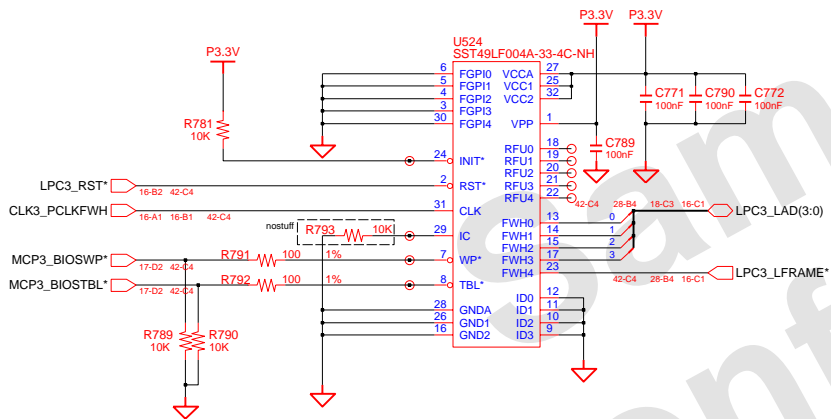 P3.3V P3.3V
P3.3V
U524
SST49LF004A-33-4C-NH
6 FGPI0 VCCA 27
5 FGPI1 VCC1 25
4 FGPI2 VCC2 32
3 FGPI3
30 FGPI4 VPP 1
C771 C790 C772
100nF 100nF 100nF
R781
10K
C789
100nF
RFU0 18
24 INIT* RFU1 19
RFU2 20
RFU3 21
LPC3_RST* 16-B2 42-C4 2 RST* RFU4 22
42-C4 28-B4 18-C3 16-C1
CLK3_PCLKFWH 16-A1 16-B1 42-C4 31 CLK
LPC3_LAD(3:0)
FWH0 13 0
nostuff
R793 10K 29 IC FWH1 14 1
FWH2 15 2
MCP3_BIOSWP* 17-D2 42-C4 R791 100 1% 7 WP* FWH3 17 3
FWH4 23 LPC3_LFRAME*
42-C4 28-B4 16-C1
MCP3_BIOSTBL* 17-D2 42-C4 R792 100 1% 8 TBL*
ID0 12
28 GNDA ID1 11
26 GND1 ID2 10
16 GND2 ID3 9
R789 R790
10K 10K
Sam
onf